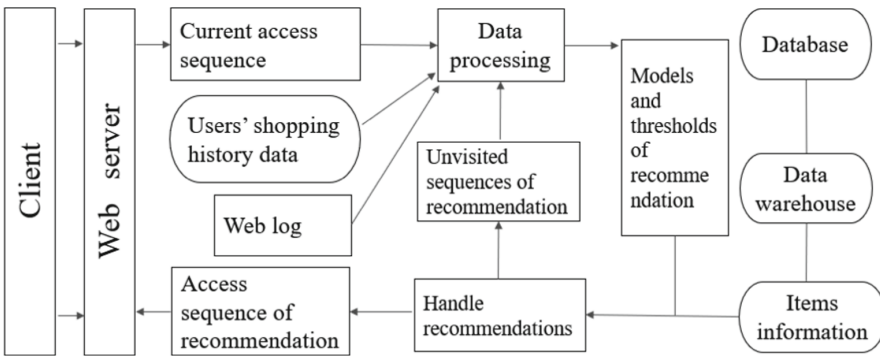 Client
Web server
Current access
sequence
Users' shopping
history data
Web log
Access
sequence of
recommendation
Data
processing
Unvisited
sequences of
recommendation
Handle
recommendations
Models
and
thresholds
of
recomme
ndation
Database
Data
warehouse
Items
information